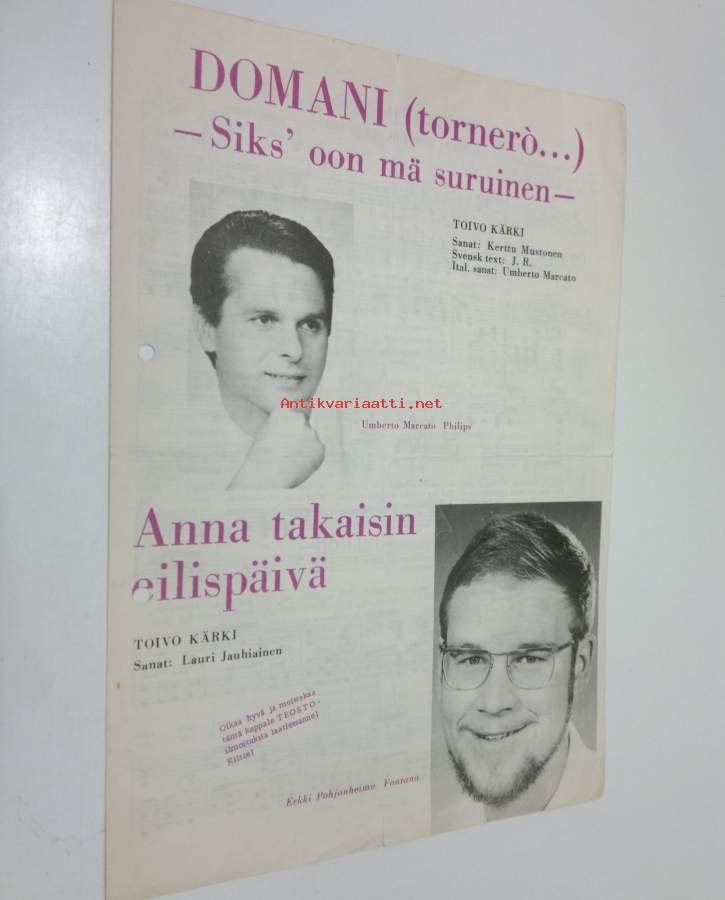 DOMANI (tornerò...)
— Siks' oon mä suruinen —
TOIVO KÄRKI
Sanat: Kerttu Mustonen
Svensk text: J. R.
Ital. sanat: Umberto Marcato
Antikvariaatti.net
Umberto Marcato Philips
Anna takaisin
eilispäivä
TOIVO KÄRKI
Sanat: Lauri Jauhiainen
Olkaa hyvä ja muistakaa
tämä kappale TEOSTO-
ilmoituksia laatiessanne!
Kiitos!
Erkki Pohjanheimo Fontana